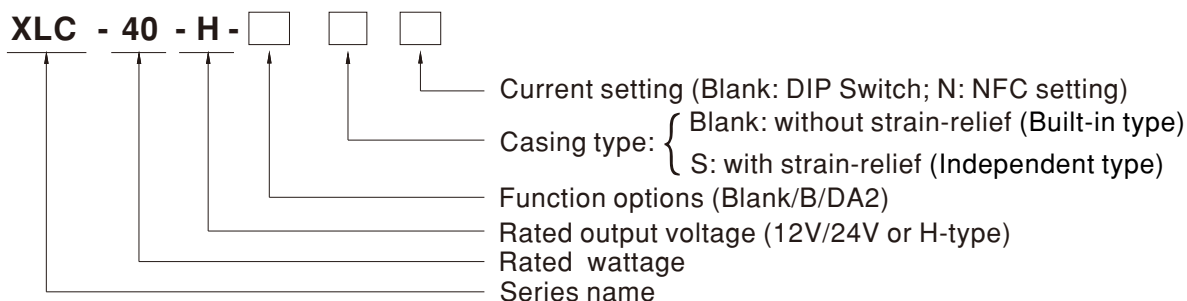 XLC - 40 - H -
Current setting (Blank: DIP Switch; N: NFC setting)
Casing type:
Blank: without strain-relief (Built-in type)
S: with strain-relief (Independent type)
Function options (Blank/B/DA2)
Rated output voltage (12V/24V or H-type)
Rated wattage
Series name